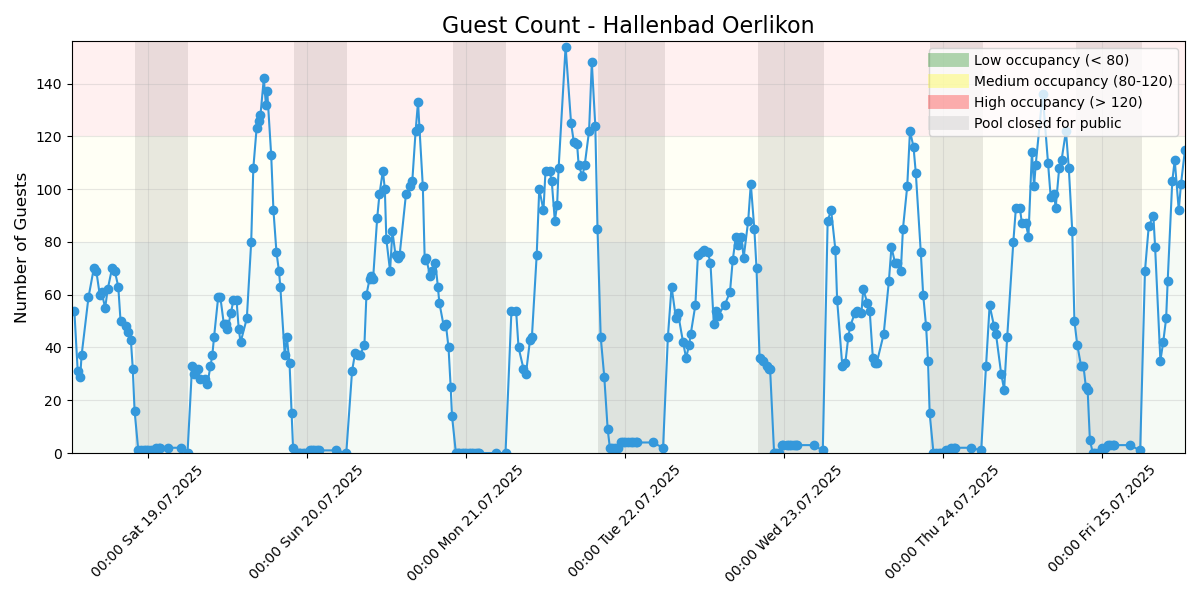 Guest Count - Hallenbad Oerlikon
Number of Guests
140
120
100
80
60
40
20
0
Low occupancy (< 80)
Medium occupancy (80-120)
High occupancy (> 120)
Pool closed for public
00:00 Sat 19.07.2025
00:00 Sun 20.07.2025
00:00 Mon 21.07.2025
00:00 Tue 22.07.2025
00:00 Wed 23.07.2025
00:00 Thu 24.07.2025
00:00 Fri 25.07.2025